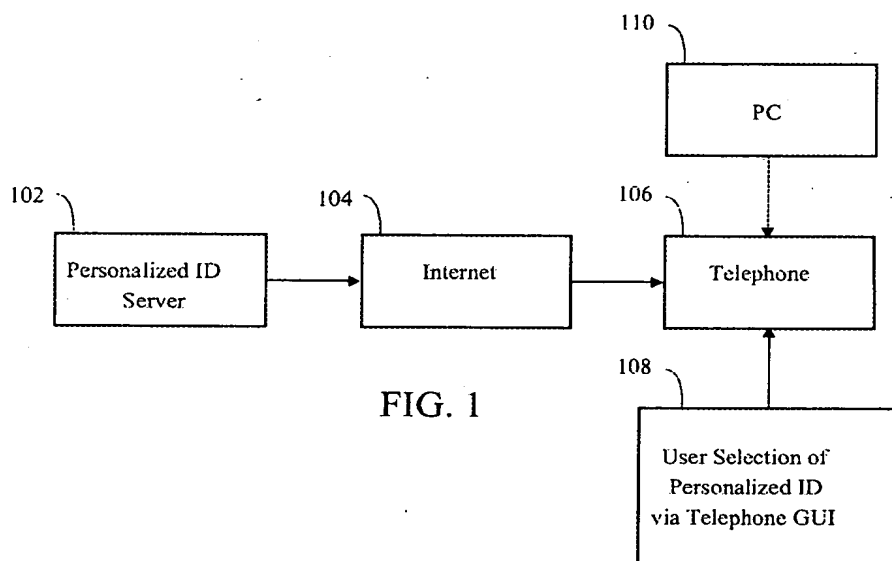 110
PC
102
104
106
Personalized ID
Server
Internet
Telephone
FIG. 1
108
User Selection of
Personalized ID
via Telephone GUI